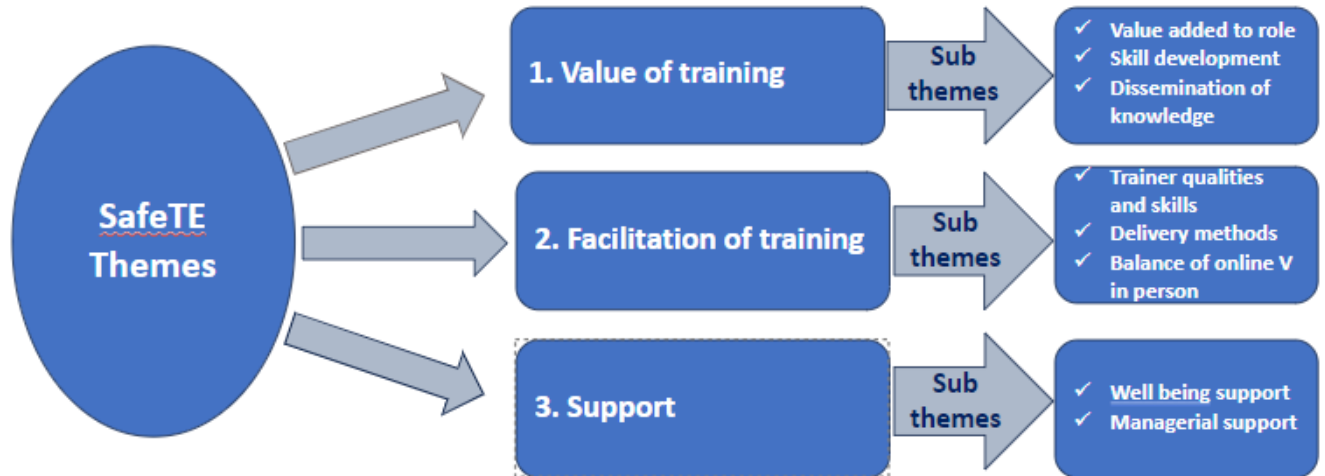 SafeTE
Themes
1. Value of training
Sub
themes
✓ Value added to role
✓ Skill development
✓ Dissemination of
knowledge
2. Facilitation of training
Sub
themes
✓ Trainer qualities
and skills
✓ Delivery methods
✓ Balance of online V
in person
3. Support
Sub
themes
✓ Well being support
✓ Managerial support